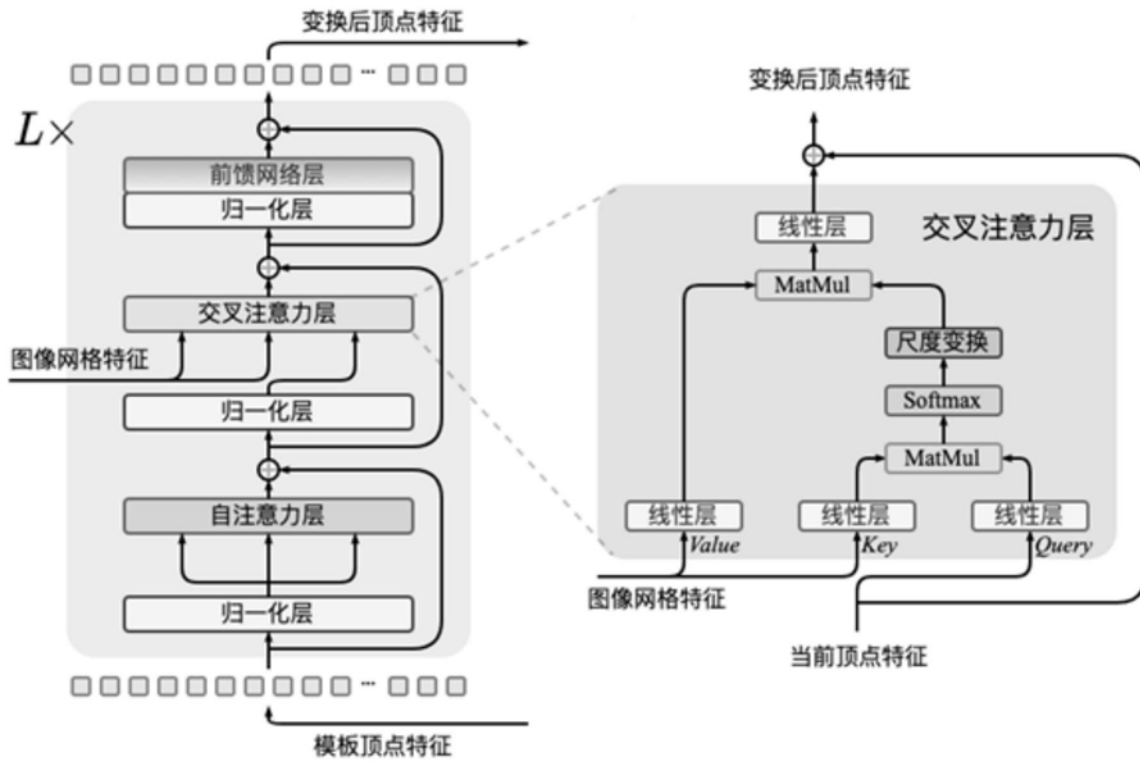 变换后顶点特征
...
L×
前馈网络层
归一化层
交叉注意力层
图像网格特征
归一化层
自注意力层
归一化层
...
模板顶点特征
变换后顶点特征
交叉注意力层
线性层
MatMul
尺度变换
Softmax
MatMul
线性层 线性层 线性层
Value Key Query
图像网格特征
当前顶点特征